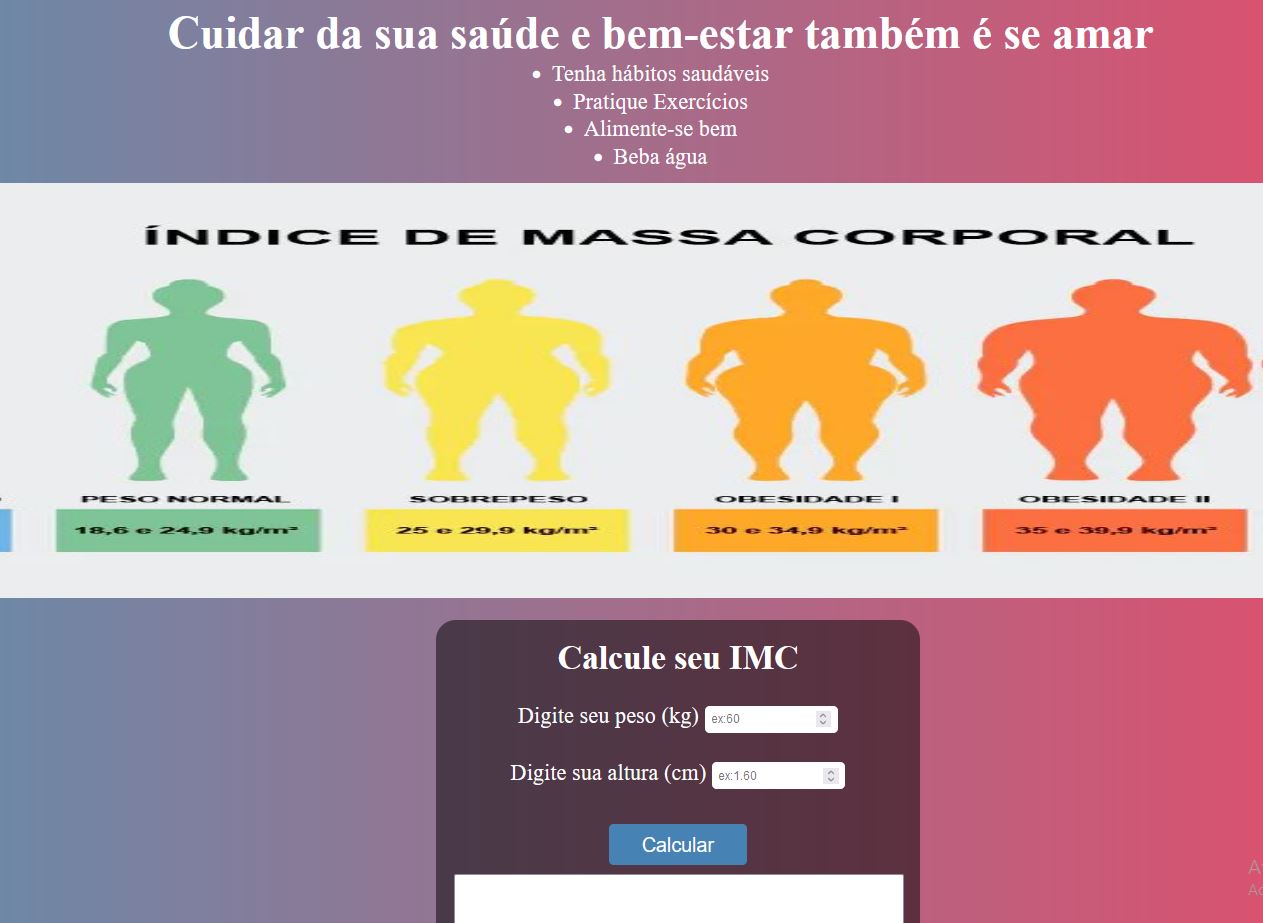 Cuidar da sua saúde e bem-estar também é se amar
• Tenha hábitos saudáveis
• Pratique Exercícios
• Alimente-se bem
• Beba água
ÍNDICE DE MASSA CORPORAL
PESO NORMAL
SOBREPESO
OBESIDADE I
OBESIDADE II
18,6 e 24,9 kg/m²
25 e 29,9 kg/m²
30 e 34,9 kg/m²
35 e 39,9 kg/m²
Calcule seu IMC
Digite seu peso (kg) ex:60
Digite sua altura (cm) ex:1.60
Calcular